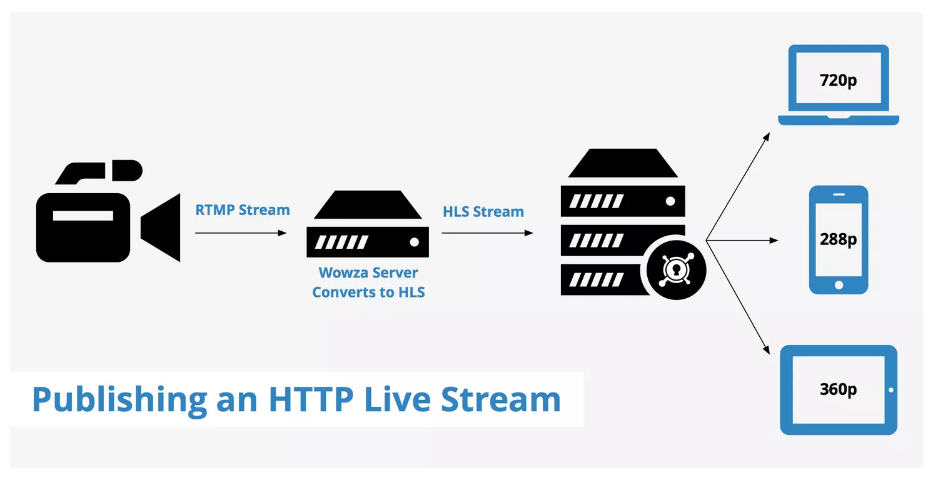 720p
RTMP Stream
HLS Stream
288p
Wowza Server
Converts to HLS
360p
Publishing an HTTP Live Stream